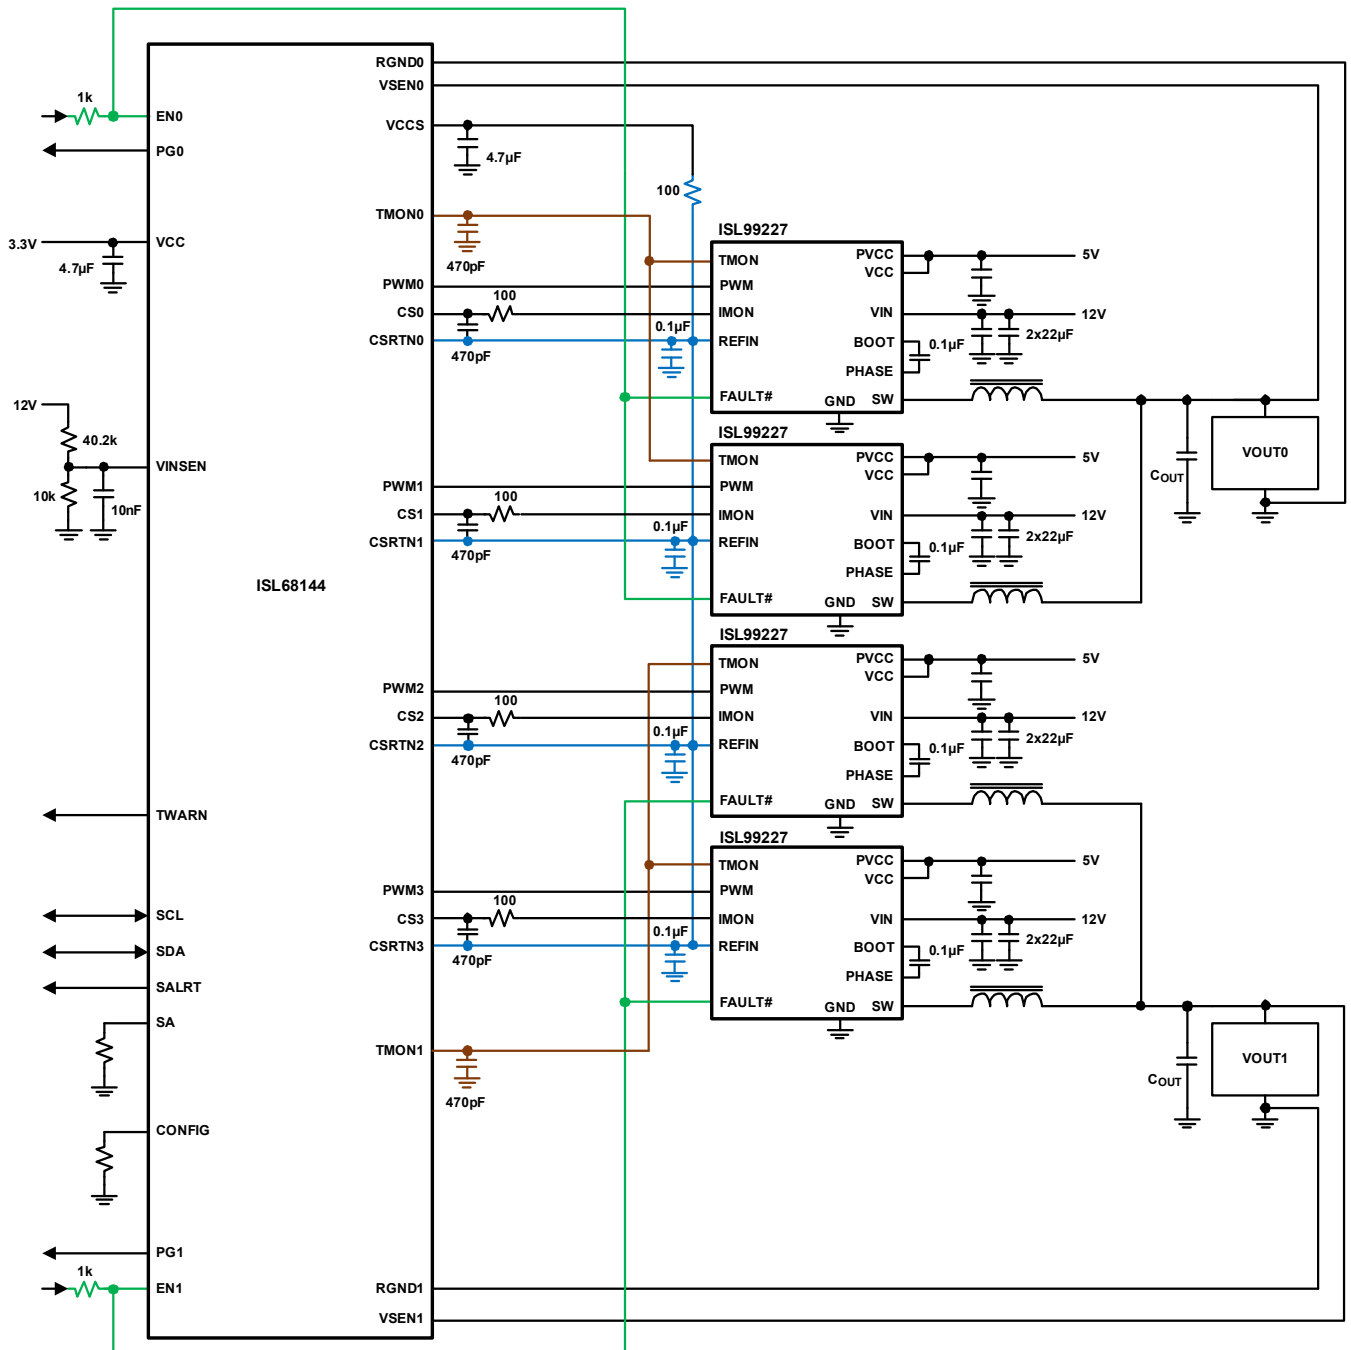 RGND0
VSEN0
1k
EN0
VCCS
PG0
4.7µF
100
TMON0
ISL99227
3.3V
VCC
4.7µF
470pF
TMON
PVCC
VCC
5V
PWM0
PWM
100
CS0
IMON
VIN
12V
0.1µF
2x22µF
CSRTN0
REFIN
BOOT
0.1µF
470pF
PHASE
12V
FAULT#
GND
SW
ISL99227
40.2k
VOUT0
VINSEN
TMON
PVCC
VCC
5V
COUT
10k
10nF
PWM1
PWM
100
CS1
IMON
VIN
12V
0.1µF
2x22µF
CSRTN1
REFIN
BOOT
0.1µF
470pF
PHASE
ISL68144
FAULT#
GND
SW
ISL99227
TMON
PVCC
VCC
5V
PWM2
PWM
100
CS2
IMON
VIN
12V
0.1µF
2x22µF
CSRTN2
REFIN
BOOT
0.1µF
470pF
PHASE
FAULT#
GND
SW
TWARN
ISL99227
TMON
PVCC
VCC
5V
PWM3
PWM
100
SCL
CS3
IMON
VIN
12V
0.1µF
2x22µF
SDA
CSRTN3
REFIN
BOOT
0.1µF
470pF
PHASE
SALRT
FAULT#
GND
SW
SA
TMON1
VOUT1
COUT
470pF
CONFIG
PG1
1k
EN1
RGND1
VSEN1